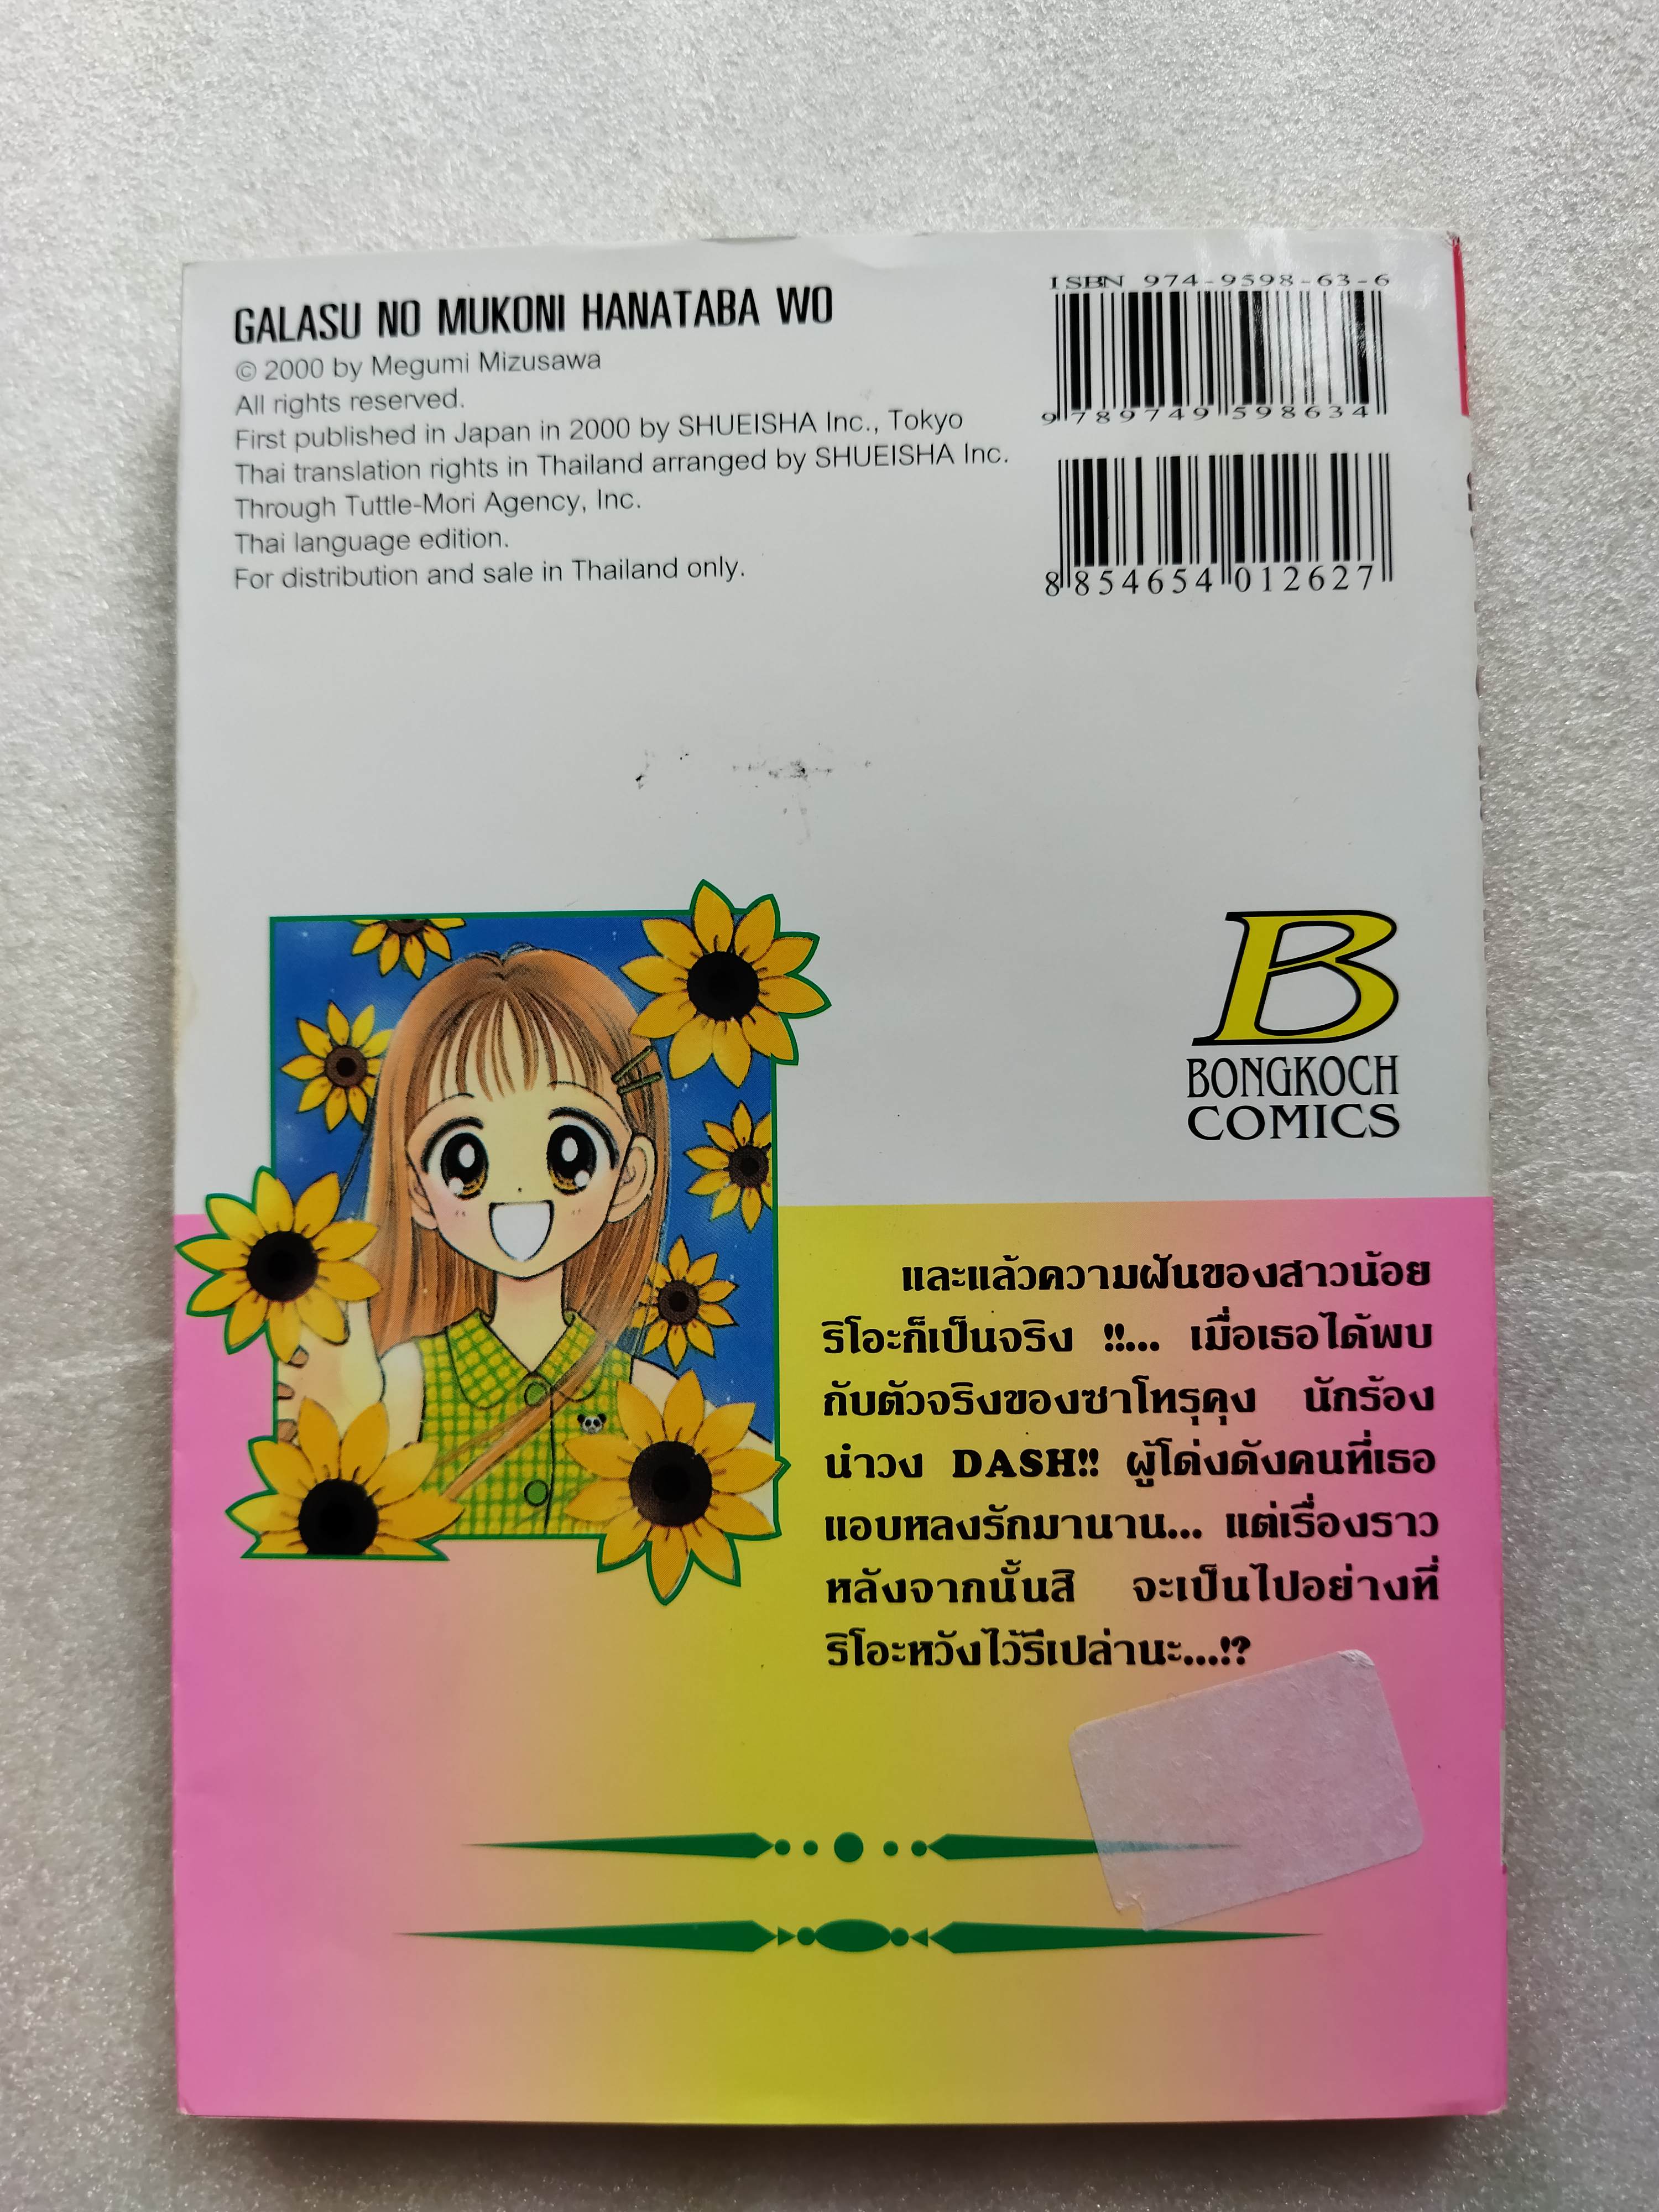 GALASU NO MUKONI HANATABA WO
© 2000 by Megumi Mizusawa
All rights reserved.
First published in Japan in 2000 by SHUEISHA Inc., Tokyo
Thai translation rights in Thailand arranged by SHUEISHA Inc.
Through Tuttle-Mori Agency, Inc.
Thai language edition.
For distribution and sale in Thailand only.
ISBN 974-9598-63-6
9 789749 598634
8 854654 012627
B
BONGKOCH
COMICS
และแล้วความฝันของสาวน้อย
ริโอะก็เป็นจริง !!... เมื่อเธอได้พบ
กับตัวจริงของซาโทรุคุง นักร้อง
นำวง DASH!! ผู้โด่งดังคนที่เธอ
แอบหลงรักมานาน... แต่เรื่องราว
หลังจากนั้นสิ จะเป็นไปอย่างที่
ริโอะหวังไว้รึเปล่านะ...!?